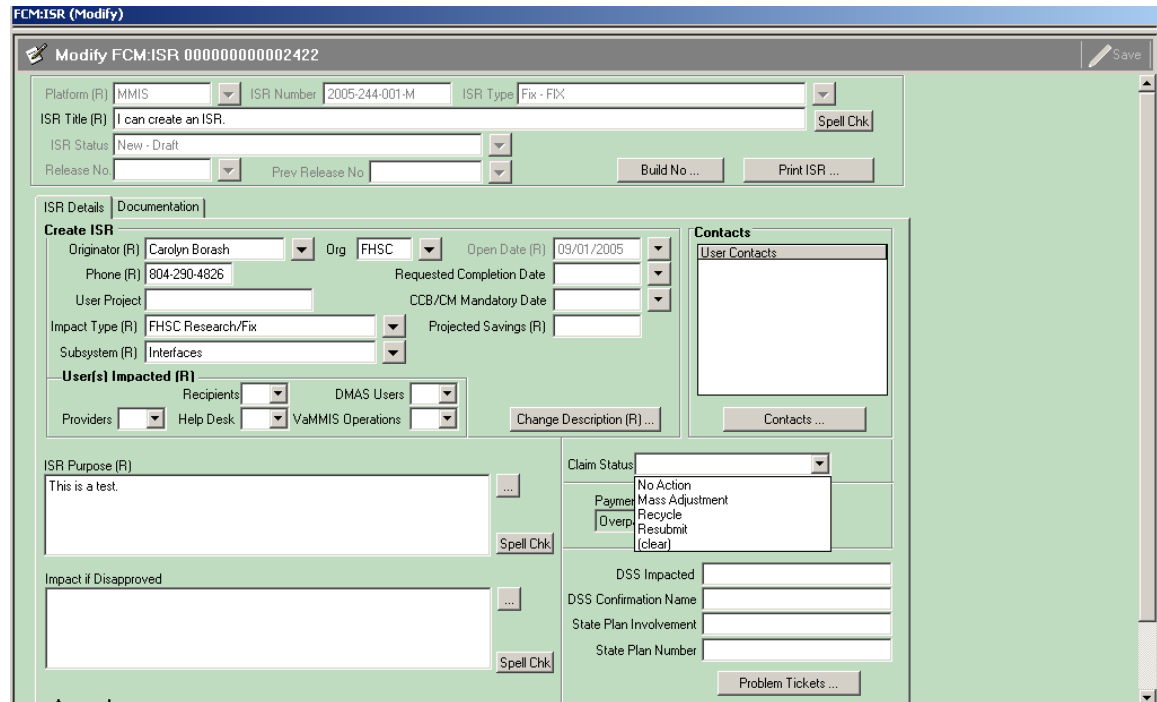 FCM:ISR (Modify)
Modify FCM:ISR 000000000002422
Save
Platform (R) MMIS ISR Number 2005-244-001-M ISR Type Fix - FIX
ISR Title (R) I can create an ISR. Spell Chk
ISR Status New - Draft
Release No. Prev Release No Build No ... Print ISR ...
ISR Details Documentation
Create ISR
Originator (R) Carolyn Borash Org FHSC Open Date (R) 09/01/2005
Phone (R) 804-290-4826 Requested Completion Date
User Project CCB/CM Mandatory Date
Impact Type (R) FHSC Research/Fix Projected Savings (R)
Subsystem (R) Interfaces
User(s) Impacted (R)
Recipients DMAS Users
Providers Help Desk VaMMIS Operations
Change Description (R) ...
Contacts
User Contacts
Contacts ...
ISR Purpose (R)
This is a test.
...
Spell Chk
Impact if Disapproved
...
Spell Chk
Claim Status
No Action
Mass Adjustment
Recycle
Resubmit
(clear)
DSS Impacted
DSS Confirmation Name
State Plan Involvement
State Plan Number
Problem Tickets ...